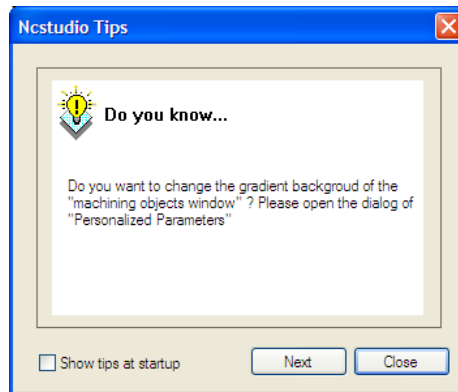 Ncstudio Tips
Do you know...
Do you want to change the gradient backgroud of the
"machining objects window" ? Please open the dialog of
"Personalized Parameters"
Show tips at startup
Next
Close